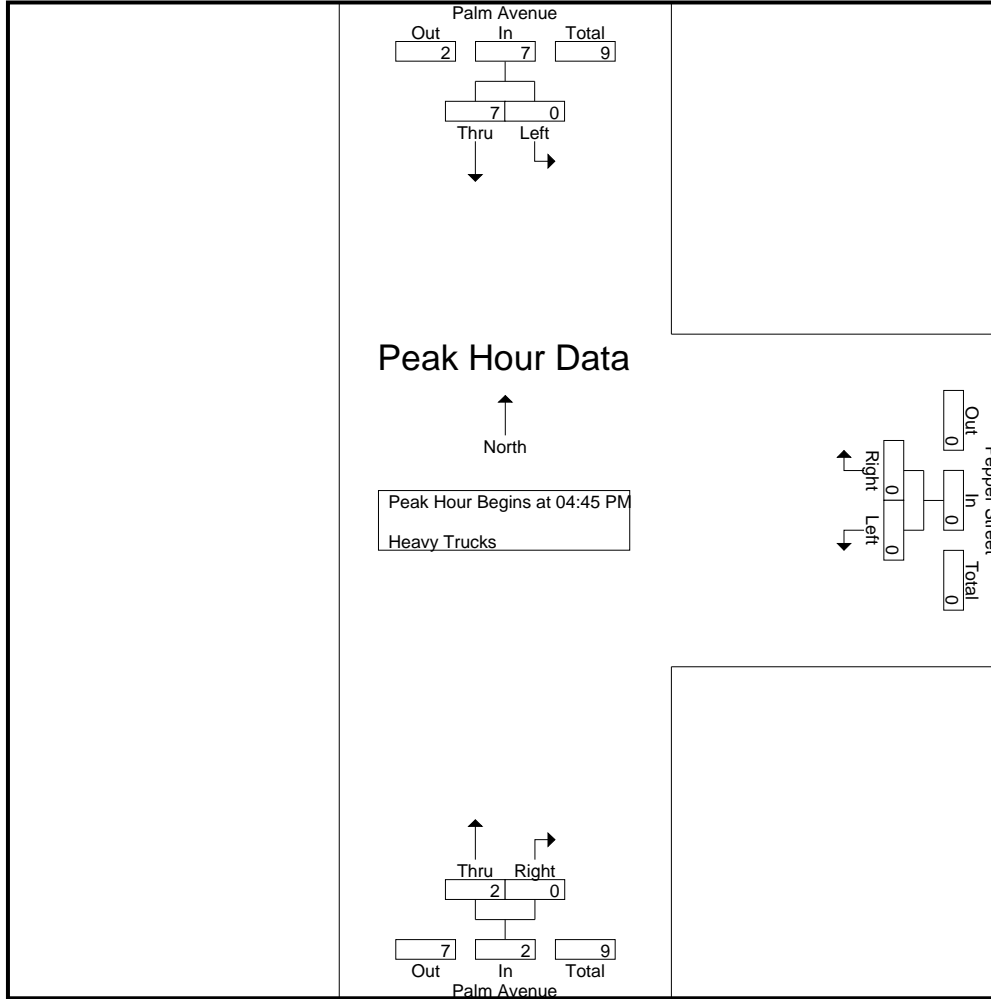 Palm Avenue
Out In Total
2 7 9
7 0
Thru Left
Peak Hour Data
North
Peak Hour Begins at 04:45 PM
Heavy Trucks
Out In Total
0 0 0
Pepper Street
Right Left
0 0
Thru Right
2 0
7 2 9
Out In Total
Palm Avenue